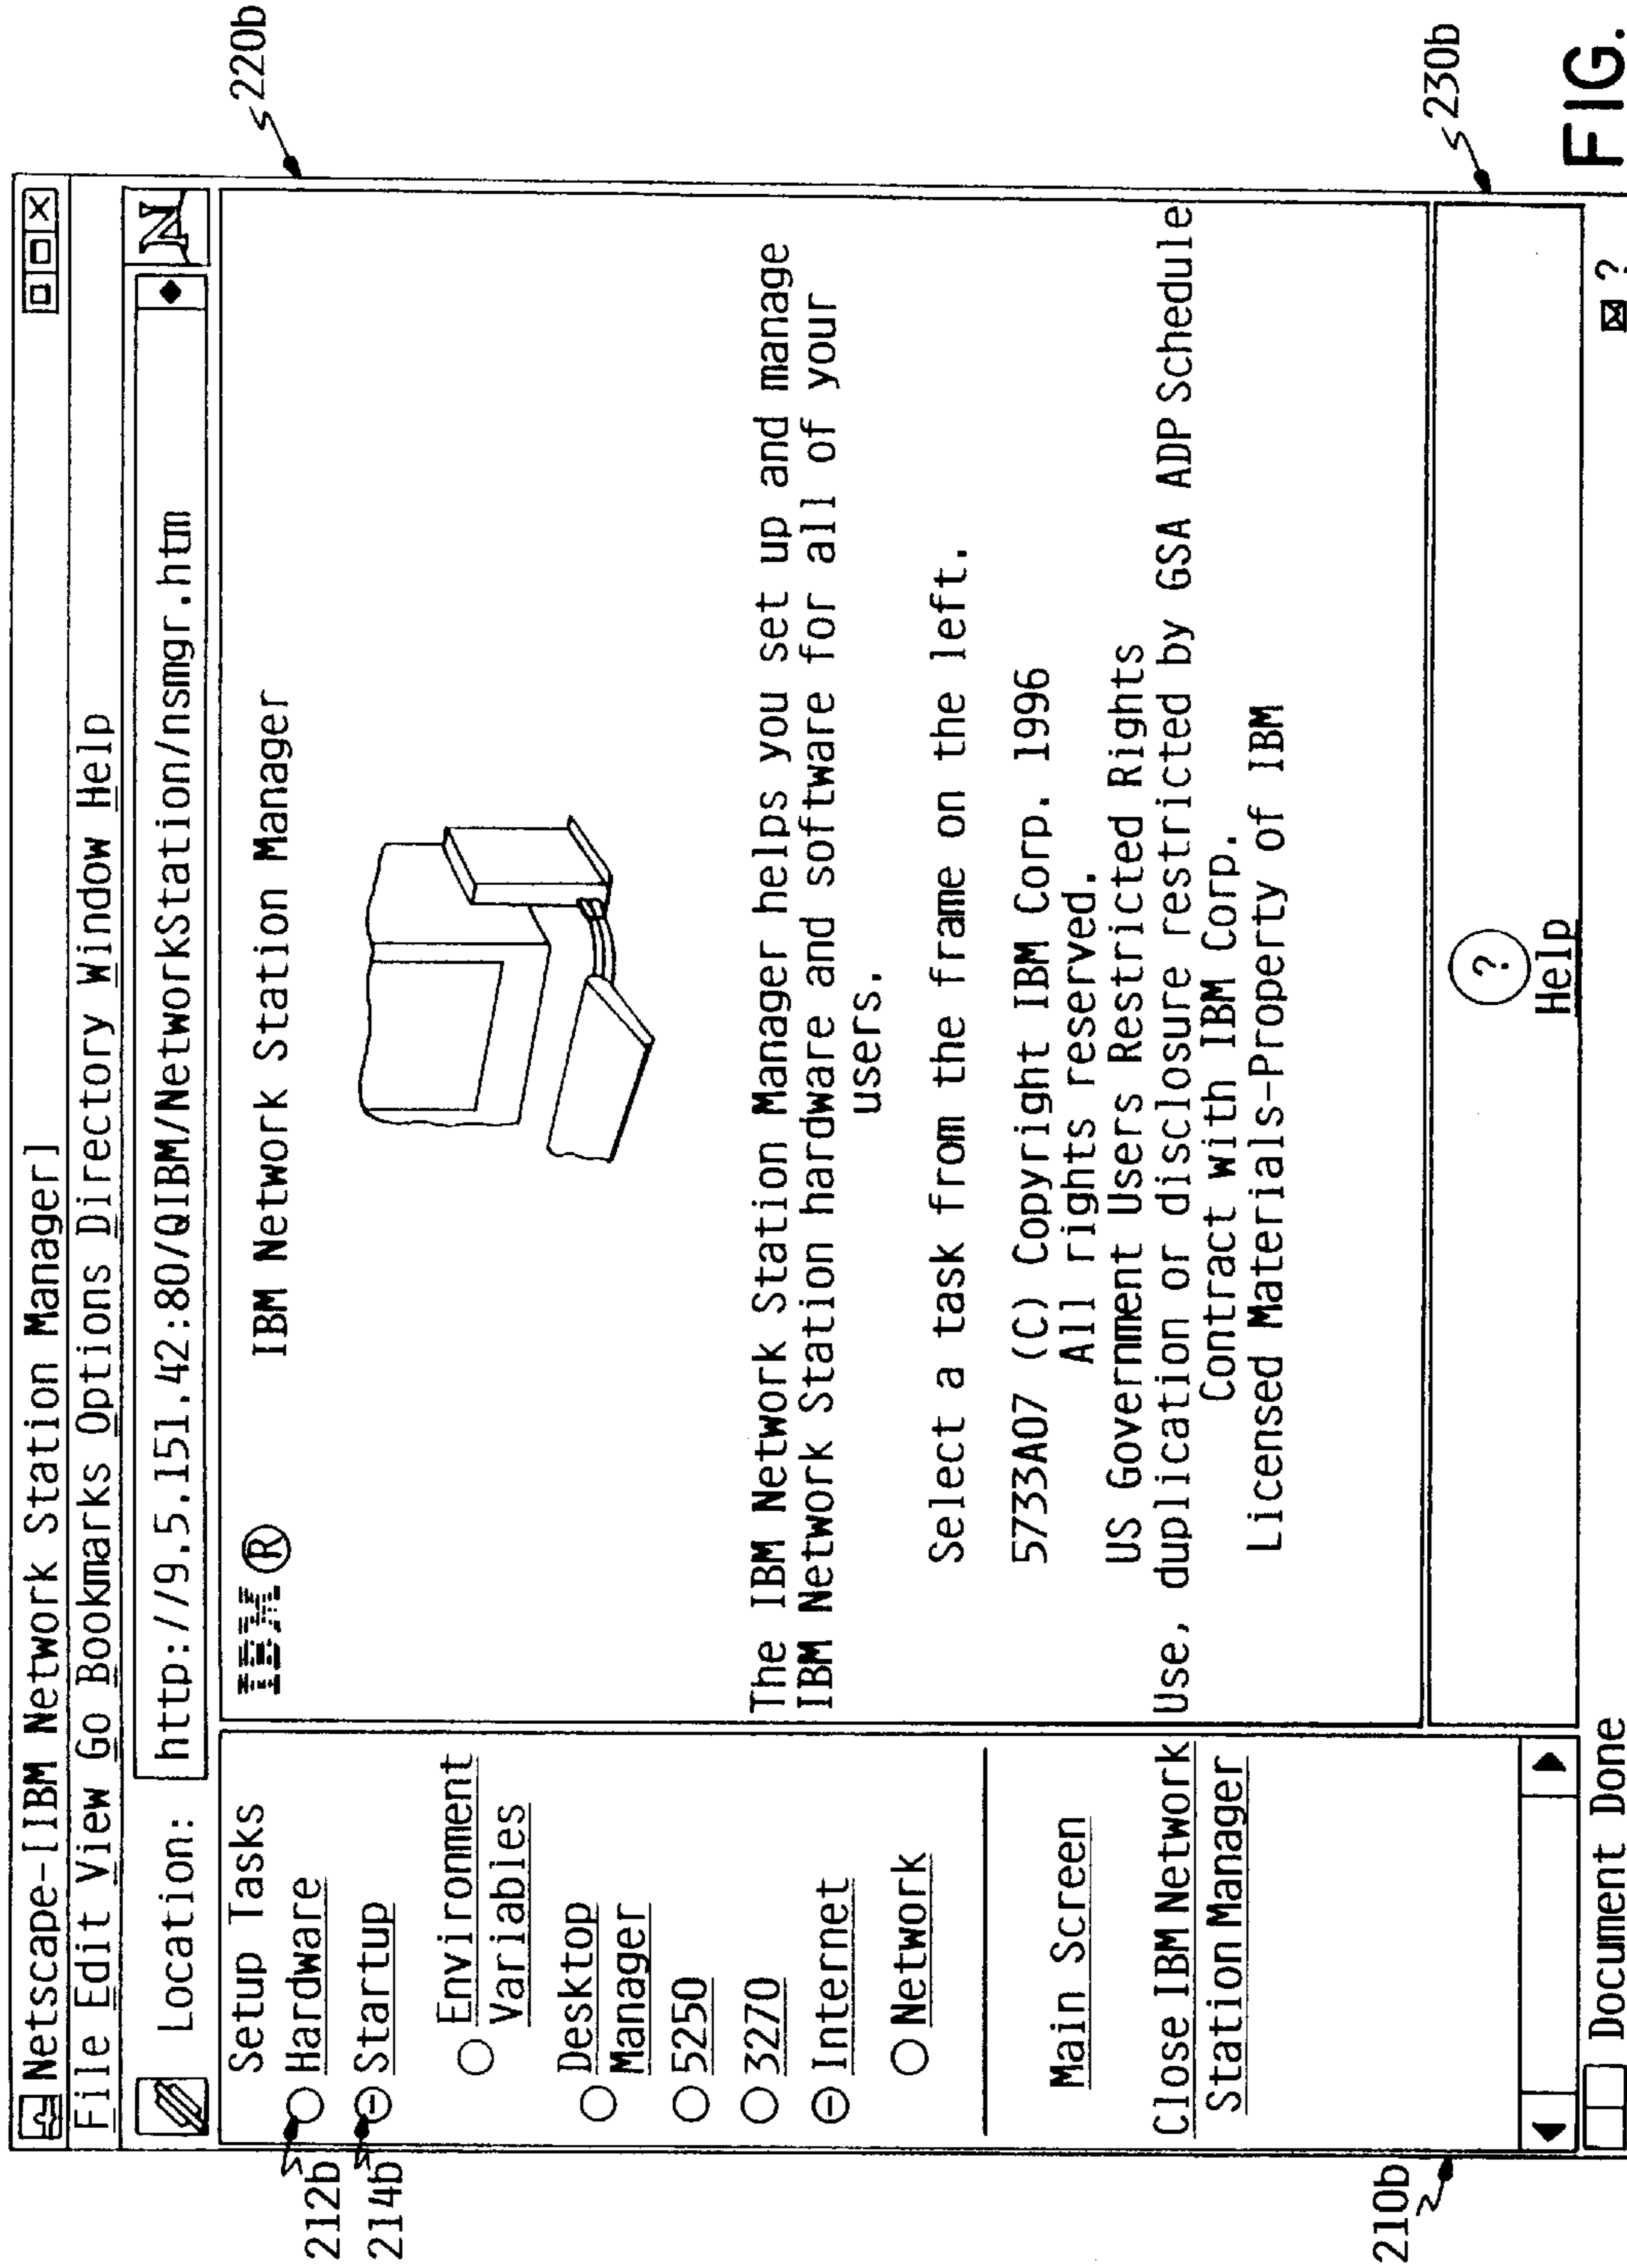 Netscape-[IBM Network Station Manager]
File Edit View Go Bookmarks Options Directory Window Help
Location: http://9.5.151.42:80/QIBM/NetworkStation/nsmgr.htm
N
Setup Tasks
212b
Hardware
214b
Startup
Environment
Variables
Desktop
Manager
5250
3270
Internet
Network
Main Screen
Close IBM Network
Station Manager
210b
220b
IBM® IBM Network Station Manager
The IBM Network Station Manager helps you set up and manage
IBM Network Station hardware and software for all of your
users.
Select a task from the frame on the left.
5733A07 (C) Copyright IBM Corp. 1996
All rights reserved.
US Government Users Restricted Rights
Use, duplication or disclosure restricted by GSA ADP Schedule
Contract with IBM Corp.
Licensed Materials-Property of IBM
230b
?
Help
Document Done
?
FIG.